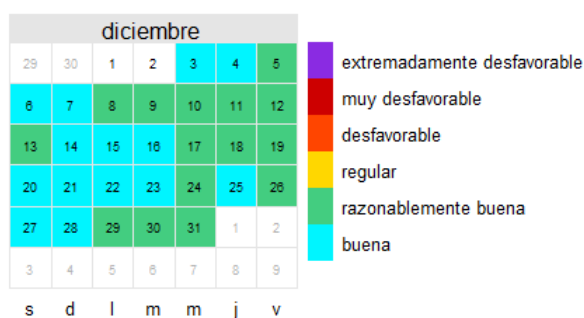 diciembre
29 30 1 2 3 4 5
6 7 8 9 10 11 12
13 14 15 16 17 18 19
20 21 22 23 24 25 26
27 28 29 30 31 1 2
3 4 5 6 7 8 9
s d l m m j v
extremadamente desfavorable
muy desfavorable
desfavorable
regular
razonablemente buena
buena